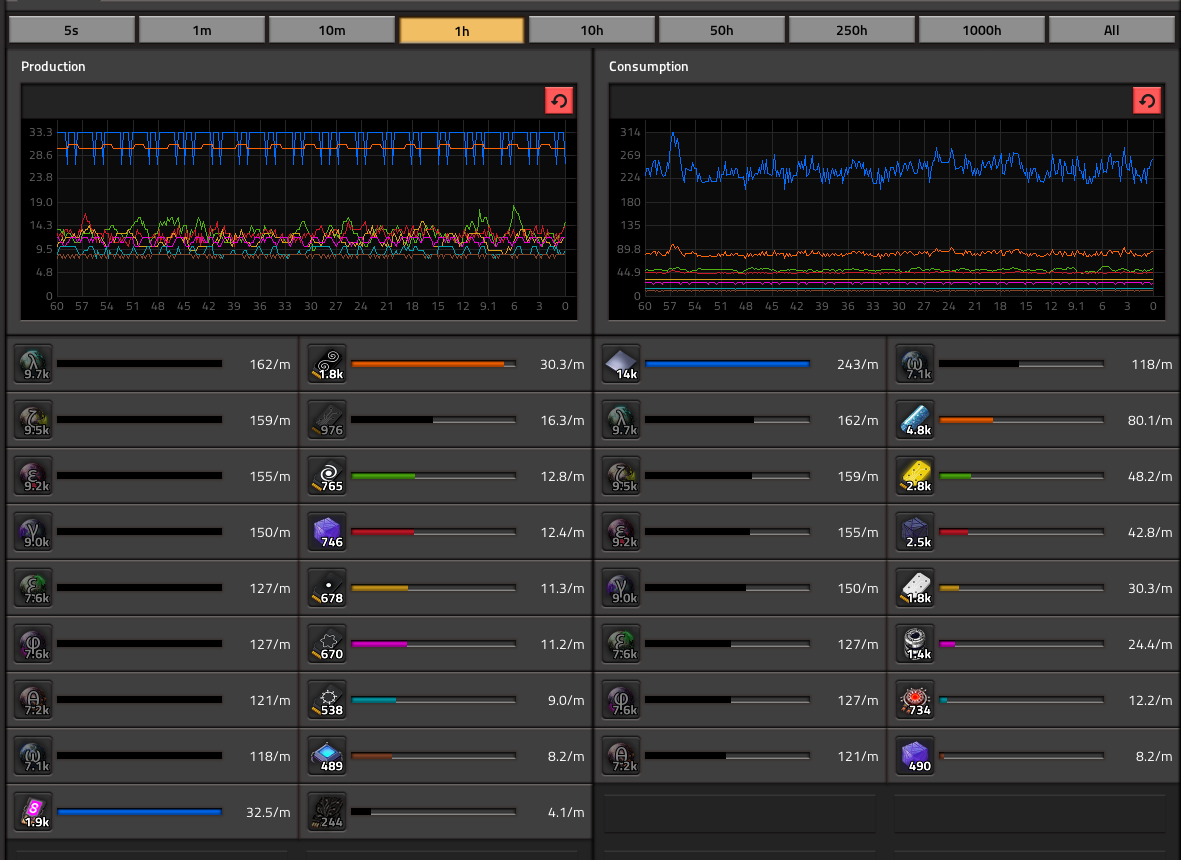 5s 1m 10m 1h 10h 50h 250h 1000h All
Production
33.3
28.6
23.8
19.0
14.3
9.5
4.8
0
60 57 54 51 48 45 42 39 36 33 30 27 24 21 18 15 12 9.1 6 3 0
Consumption
314
269
224
180
135
89.8
44.9
0
60 57 54 51 48 45 42 39 36 33 30 27 24 21 18 15 12 9.1 6 3 0
9.7k 162/m 1.8k 30.3/m
9.5k 159/m 976 16.3/m
9.2k 155/m 765 12.8/m
9.0k 150/m 746 12.4/m
7.6k 127/m 678 11.3/m
7.6k 127/m 670 11.2/m
7.2k 121/m 538 9.0/m
7.1k 118/m 489 8.2/m
S 1.9k 32.5/m 244 4.1/m
14k 243/m 7.1k 118/m
9.7k 162/m 4.8k 80.1/m
9.5k 159/m 2.8k 48.2/m
9.2k 155/m 2.5k 42.8/m
9.0k 150/m 1.8k 30.3/m
7.6k 127/m 1.4k 24.4/m
7.6k 127/m 734 12.2/m
7.2k 121/m 490 8.2/m